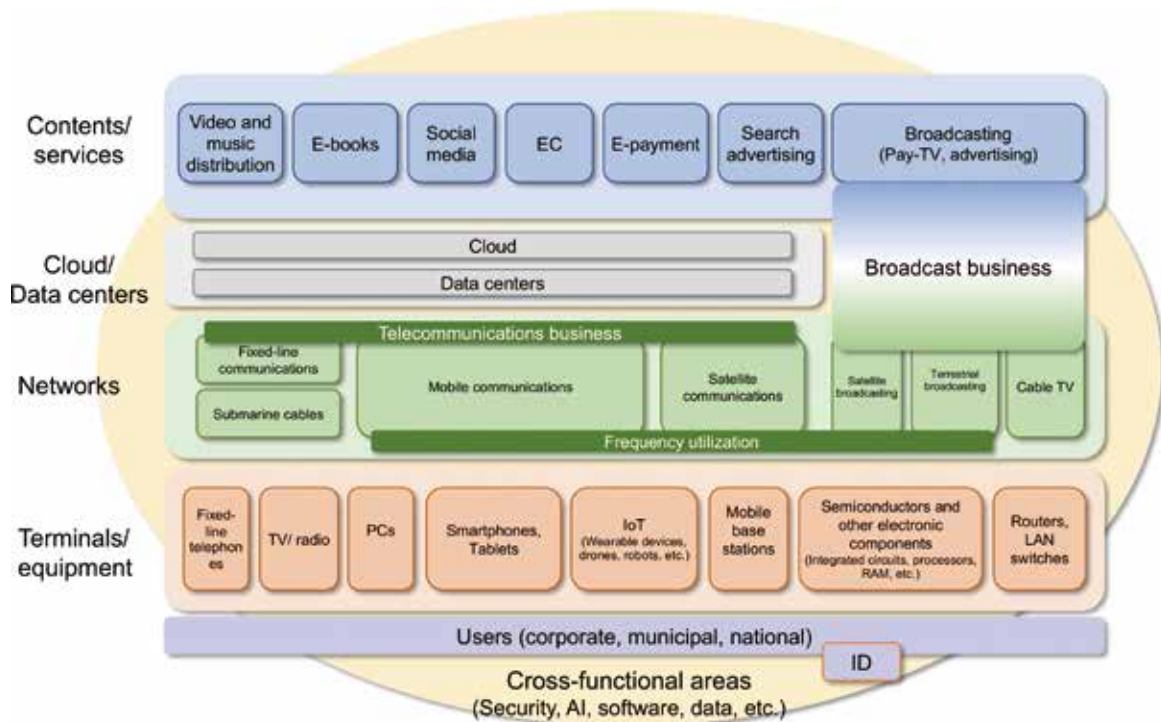 Contents/
services
Video and
music
distribution
E-books
Social
media
EC
E-payment
Search
advertising
Broadcasting
(Pay-TV, advertising)
Cloud/
Data centers
Cloud
Data centers
Broadcast business
Networks
Telecommunications business
Fixed-line
communications
Submarine cables
Mobile communications
Satellite
communications
Satellite
broadcasting
Terrestrial
broadcasting
Cable TV
Frequency utilization
Terminals/
equipment
Fixed-
line
telephon
es
TV/ radio
PCs
Smartphones,
Tablets
IoT
(Wearable devices,
drones, robots, etc.)
Mobile
base
stations
Semiconductors and
other electronic
components
(Integrated circuits, processors,
RAM, etc.)
Routers,
LAN
switches
Users (corporate, municipal, national)
ID
Cross-functional areas
(Security, AI, software, data, etc.)